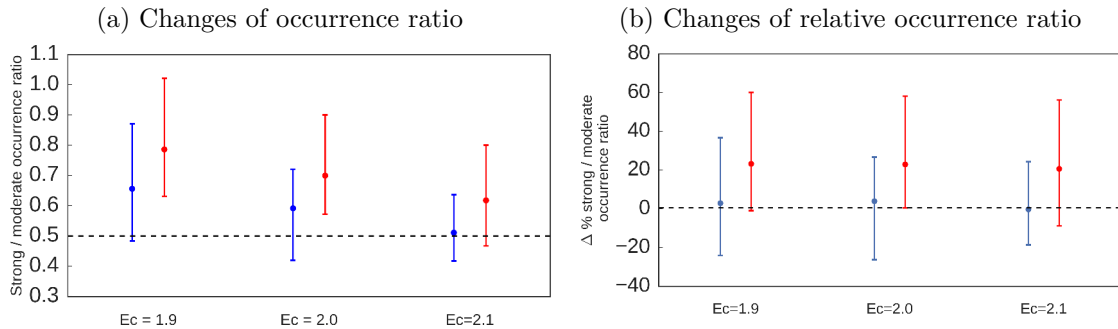 (a) Changes of occurrence ratio
Strong / moderate occurrence ratio
1.1
1.0
0.9
0.8
0.7
0.6
0.5
0.4
0.3
Ec = 1.9
Ec = 2.0
Ec=2.1
(b) Changes of relative occurrence ratio
Δ % strong / moderate
occurrence ratio
80
60
40
20
0
−20
−40
Ec=1.9
Ec=2.0
Ec=2.1